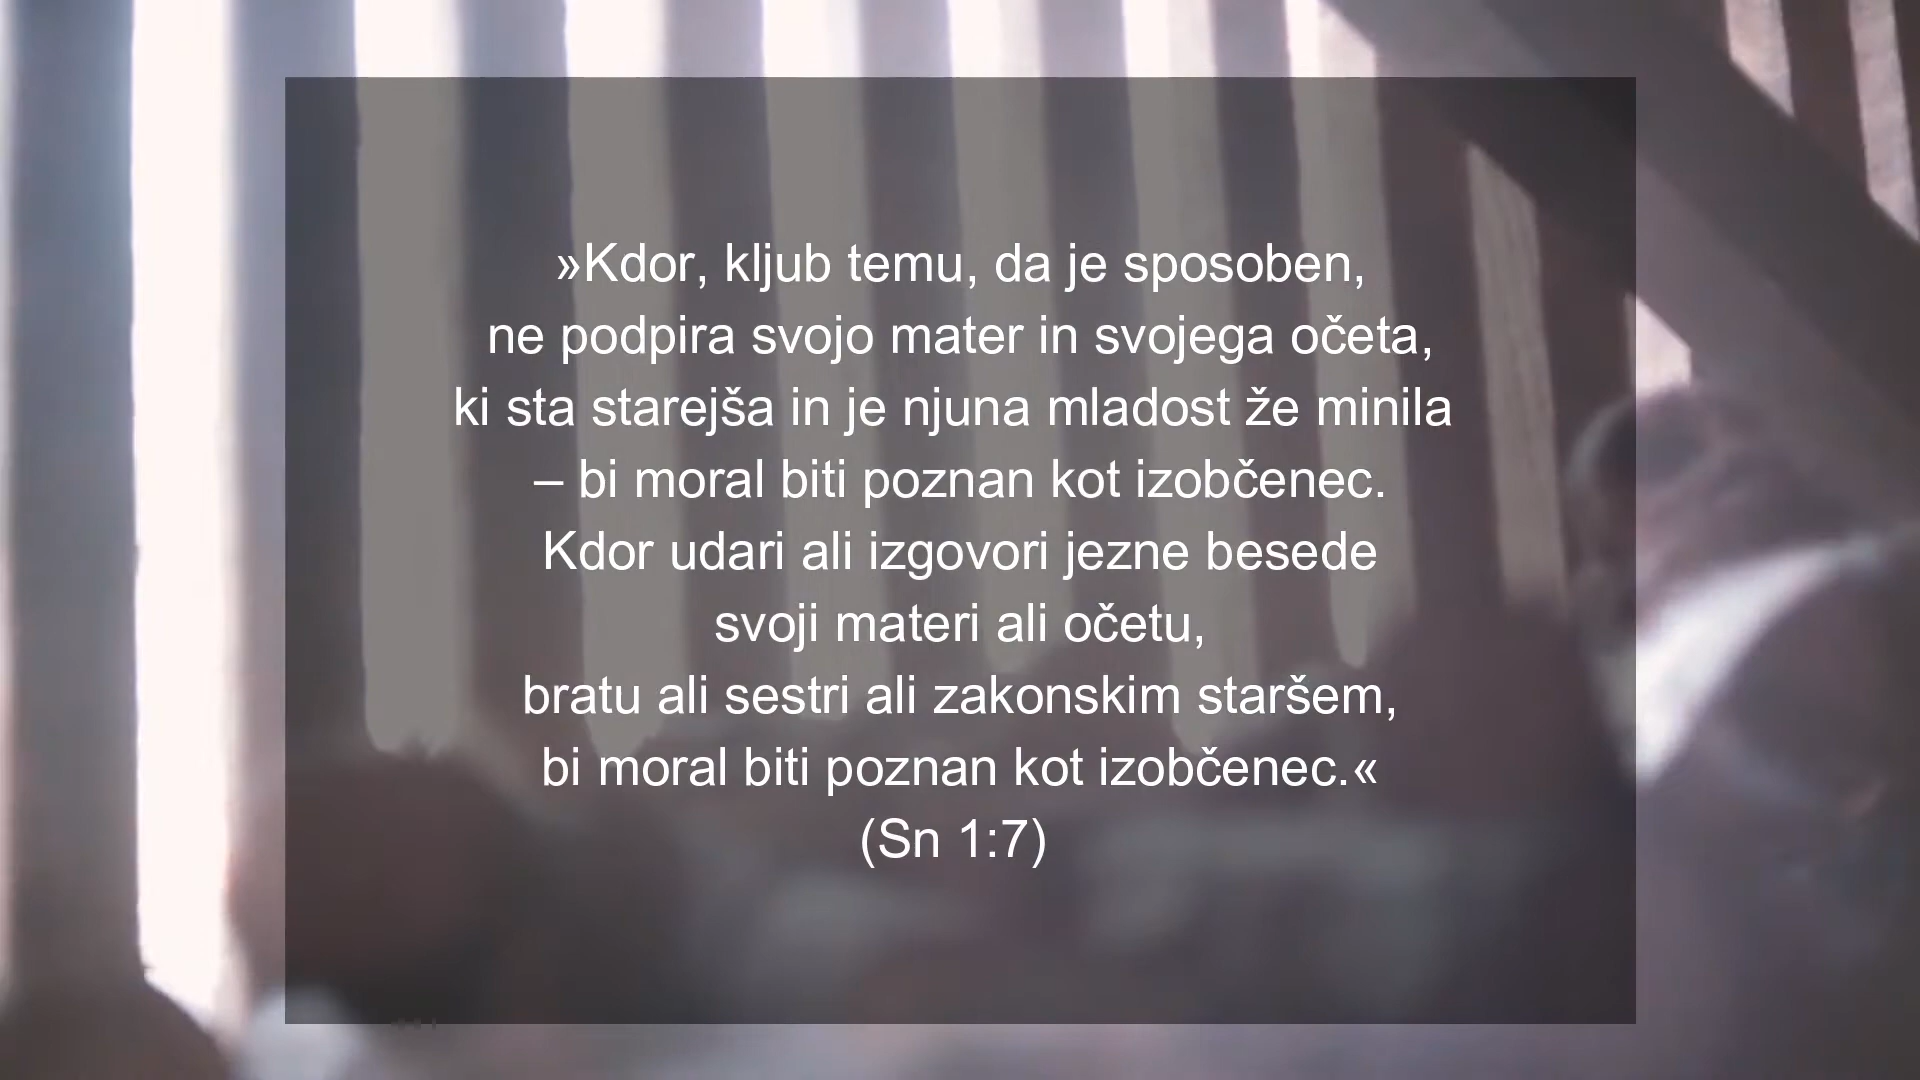 »Kdor, kljub temu, da je sposoben,
ne podpira svojo mater in svojega očeta,
ki sta starejša in je njuna mladost že minila
– bi moral biti poznan kot izobčenec.
Kdor udari ali izgovori jezne besede
svoji materi ali očetu,
bratu ali sestri ali zakonskim staršem,
bi moral biti poznan kot izobčenec.«
(Sn 1:7)